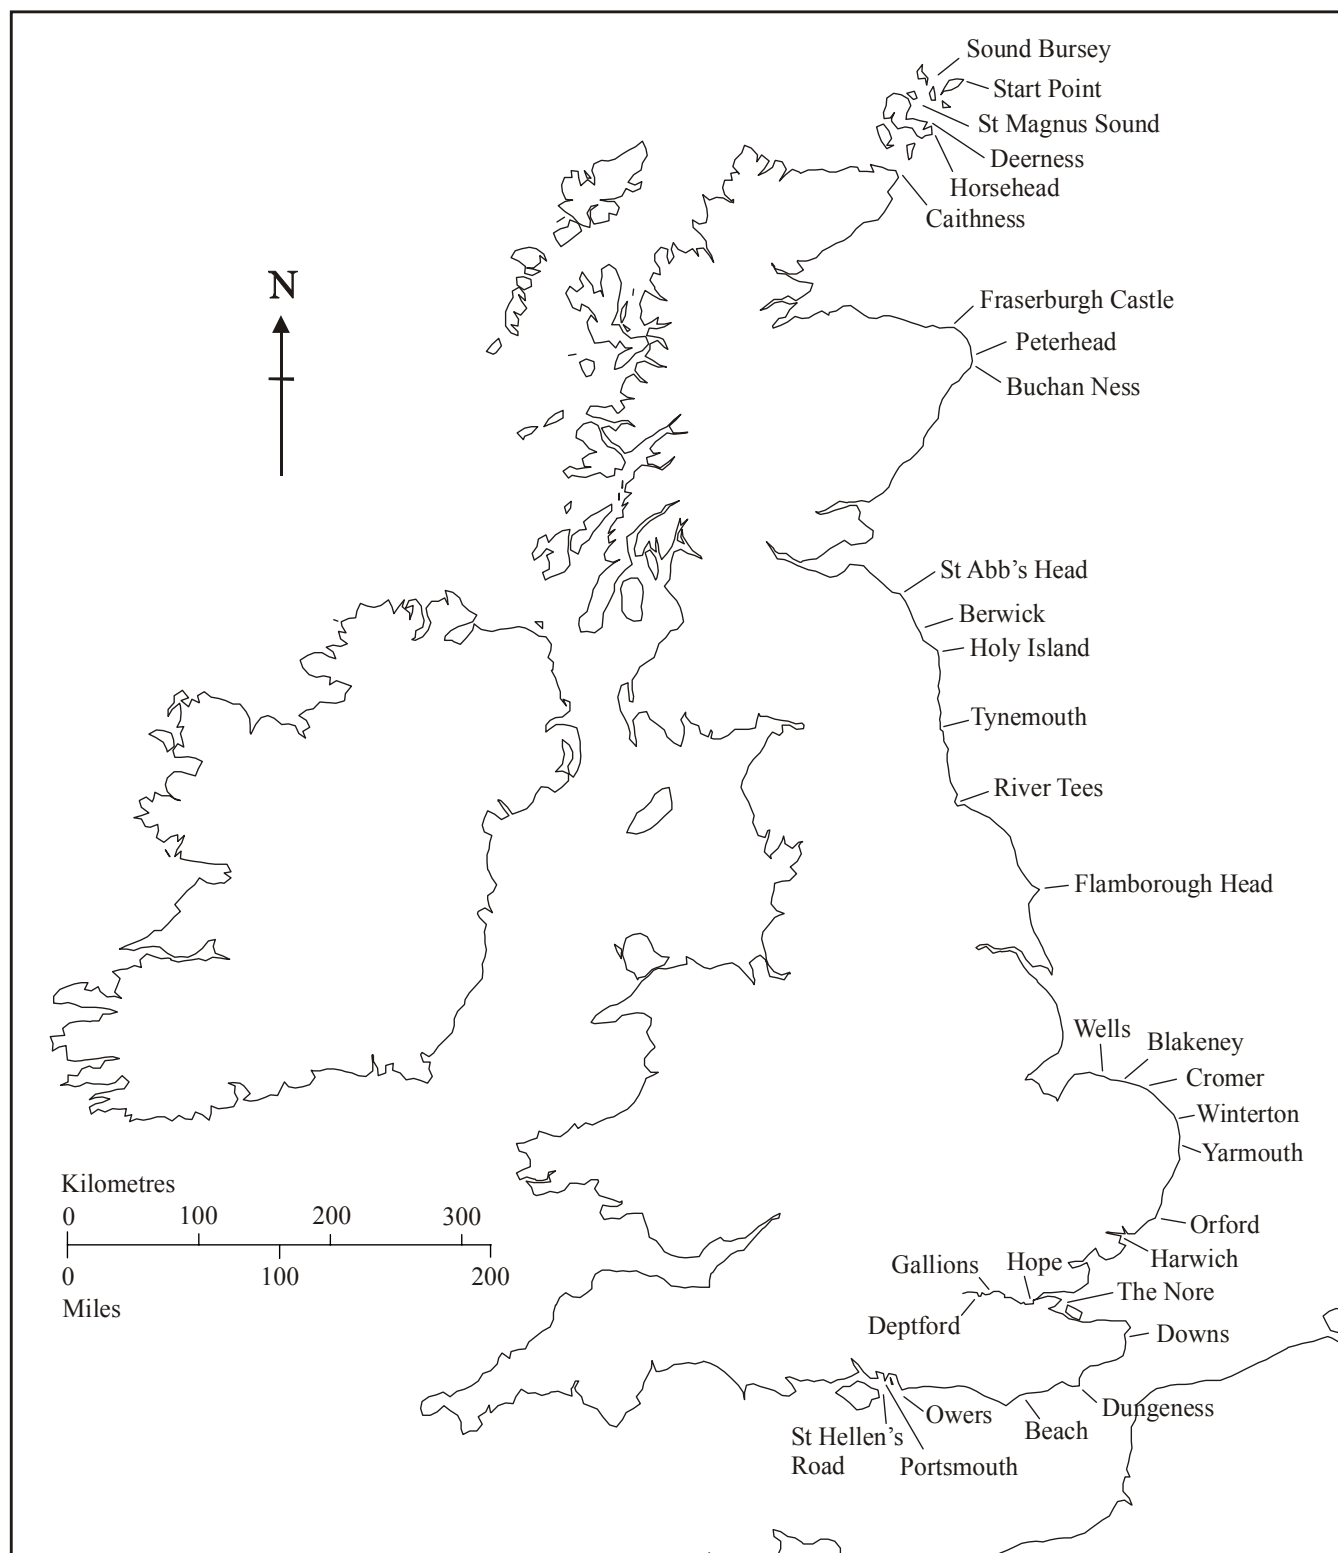 Sound Bursey
Start Point
St Magnus Sound
Deerness
Horsehead
Caithness
N
Fraserburgh Castle
Peterhead
Buchan Ness
St Abb's Head
Berwick
Holy Island
Tynemouth
River Tees
Flamborough Head
Wells
Blakeney
Cromer
Winterton
Yarmouth
Kilometres
0 100 200 300
0 100 200
Miles
Orford
Harwich
Gallions
Hope
The Nore
Deptford
Downs
Dungeness
Owers
Beach
St Hellen's
Road
Portsmouth